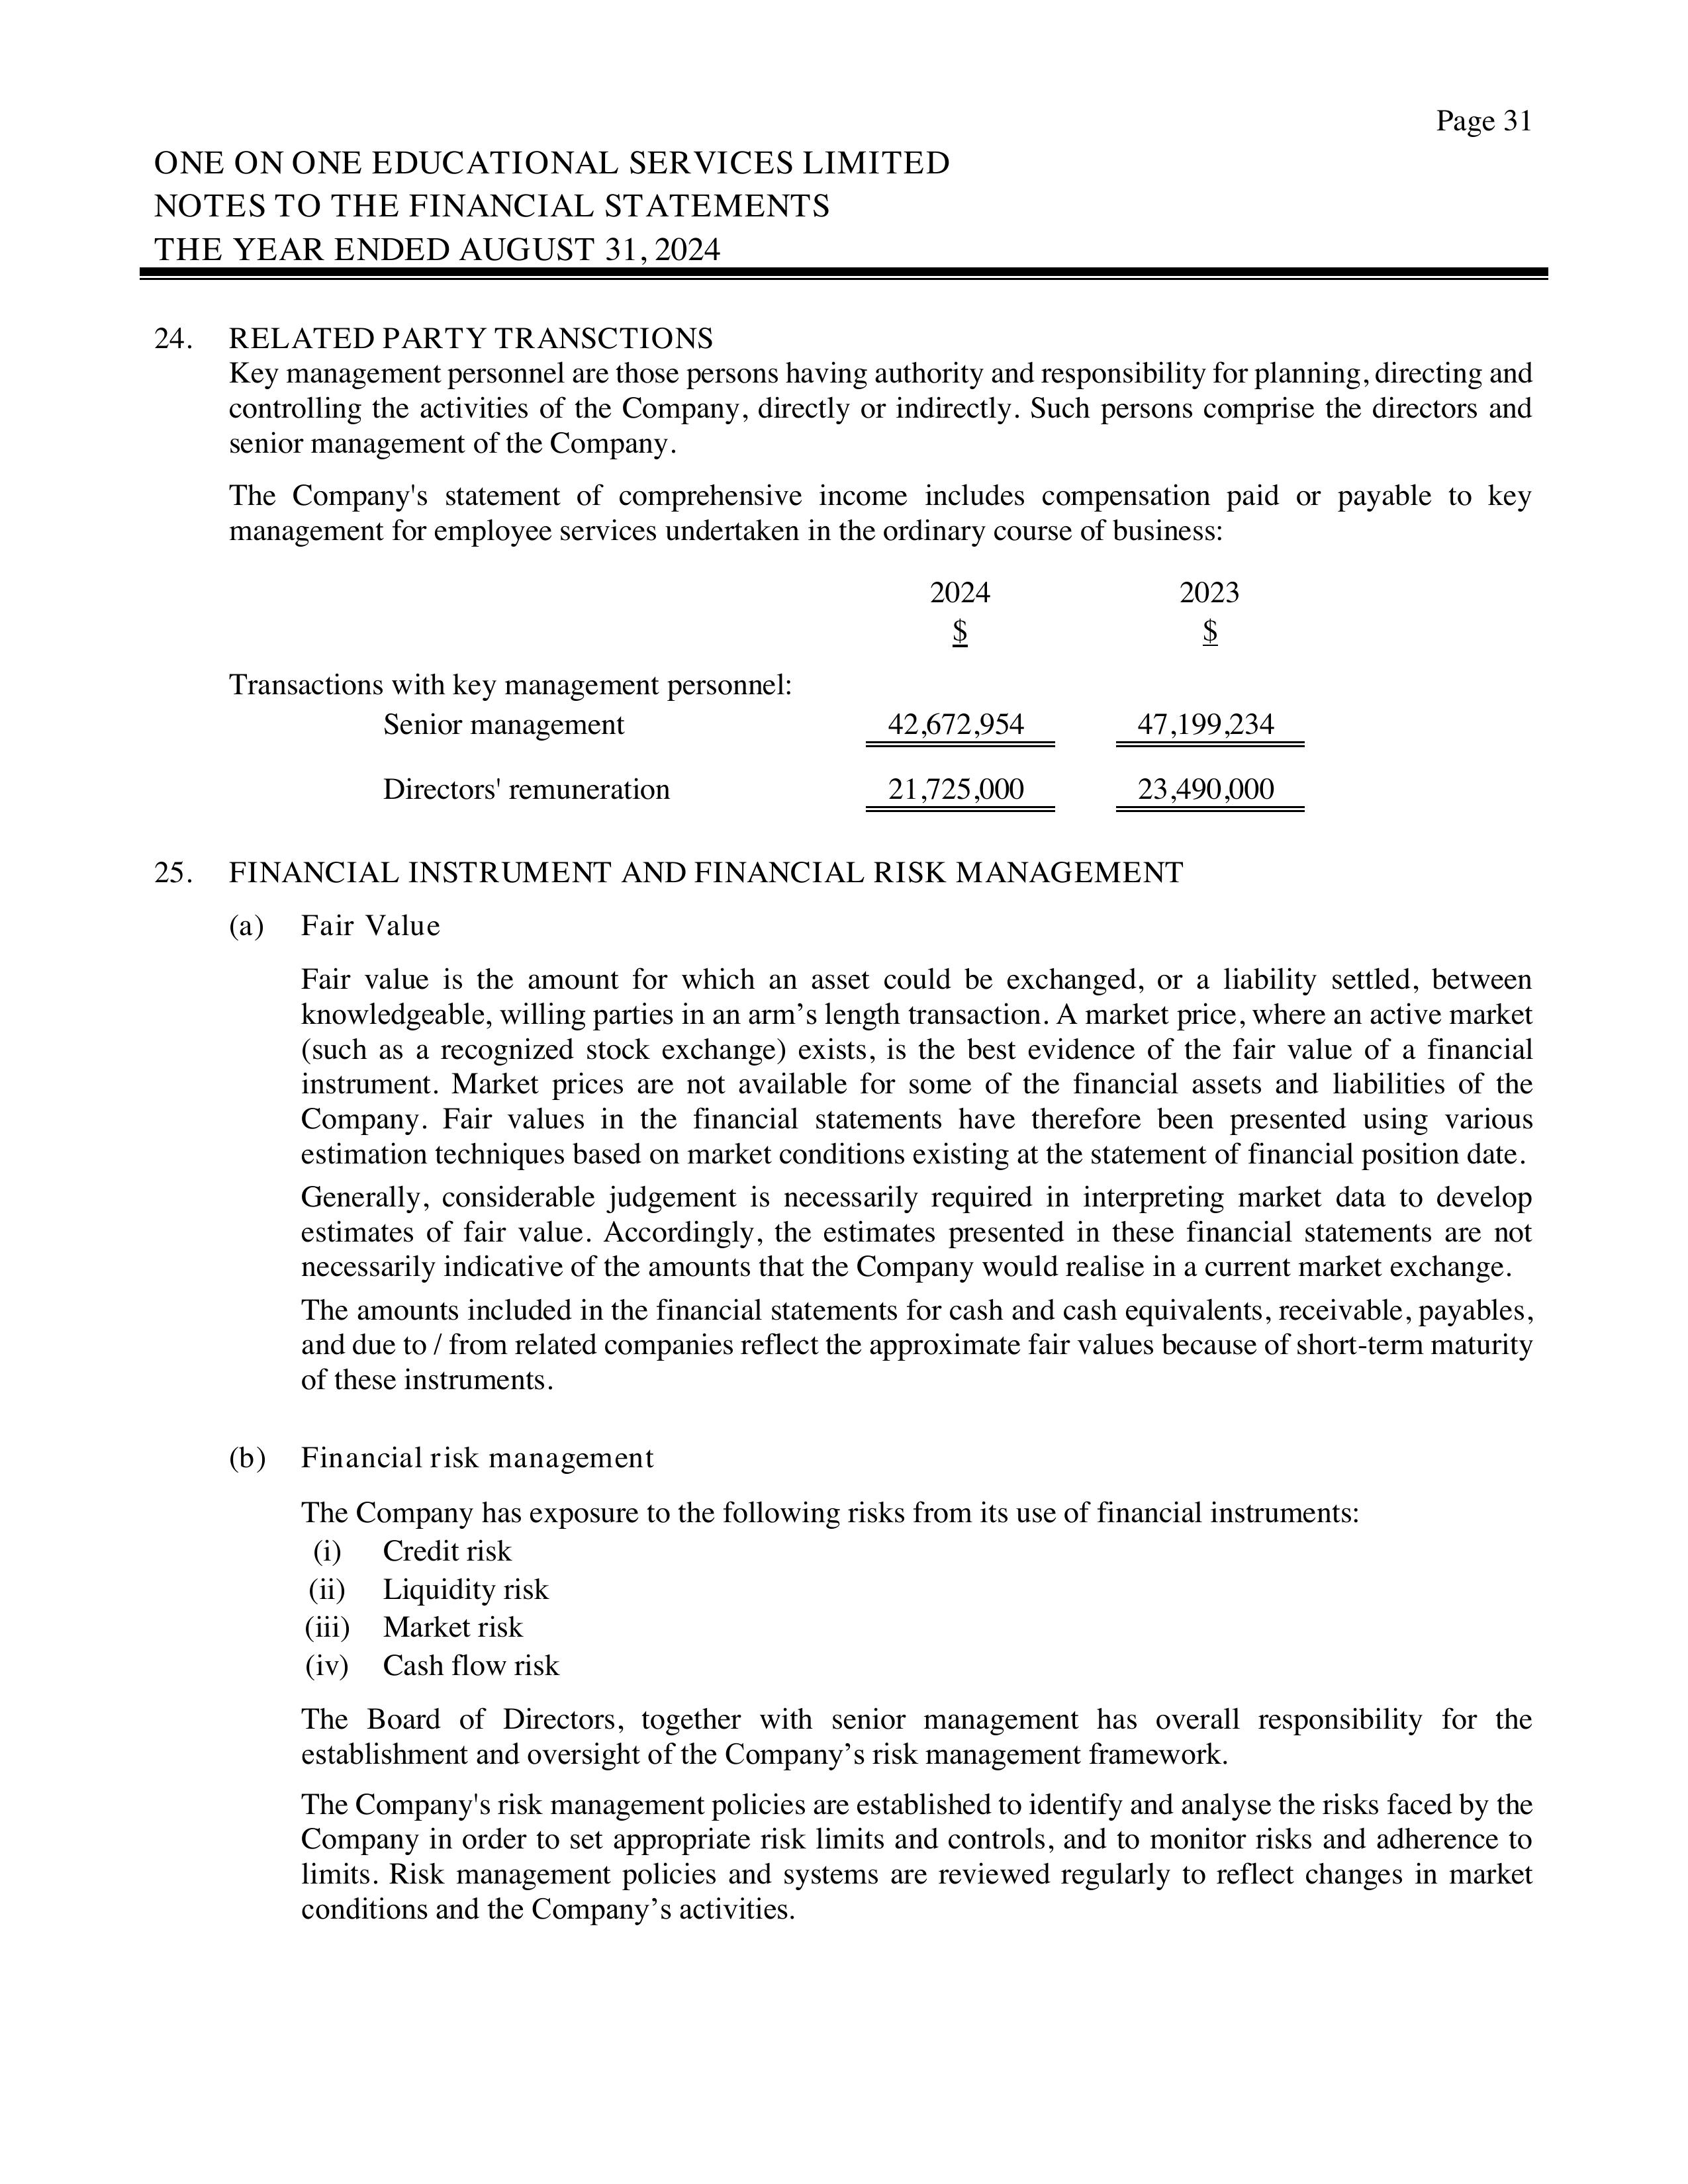 Page 31
ONE ON ONE EDUCATIONAL SERVICES LIMITED
NOTES TO THE FINANCIAL STATEMENTS
THE YEAR ENDED AUGUST 31, 2024
24. RELATED PARTY TRANSCTIONS
Key management personnel are those persons having authority and responsibility for planning, directing and
controlling the activities of the Company, directly or indirectly. Such persons comprise the directors and
senior management of the Company.
The Company's statement of comprehensive income includes compensation paid or payable to key
management for employee services undertaken in the ordinary course of business:
2024 2023
$ $
Transactions with key management personnel:
Senior management 42,672,954 47,199,234
Directors' remuneration 21,725,000 23,490,000
25. FINANCIAL INSTRUMENT AND FINANCIAL RISK MANAGEMENT
(a) Fair Value
Fair value is the amount for which an asset could be exchanged, or a liability settled, between
knowledgeable, willing parties in an arm’s length transaction. A market price, where an active market
(such as a recognized stock exchange) exists, is the best evidence of the fair value of a financial
instrument. Market prices are not available for some of the financial assets and liabilities of the
Company. Fair values in the financial statements have therefore been presented using various
estimation techniques based on market conditions existing at the statement of financial position date.
Generally, considerable judgement is necessarily required in interpreting market data to develop
estimates of fair value. Accordingly, the estimates presented in these financial statements are not
necessarily indicative of the amounts that the Company would realise in a current market exchange.
The amounts included in the financial statements for cash and cash equivalents, receivable, payables,
and due to / from related companies reflect the approximate fair values because of short-term maturity
of these instruments.
(b) Financial risk management
The Company has exposure to the following risks from its use of financial instruments:
(i) Credit risk
(ii) Liquidity risk
(iii) Market risk
(iv) Cash flow risk
The Board of Directors, together with senior management has overall responsibility for the
establishment and oversight of the Company’s risk management framework.
The Company's risk management policies are established to identify and analyse the risks faced by the
Company in order to set appropriate risk limits and controls, and to monitor risks and adherence to
limits. Risk management policies and systems are reviewed regularly to reflect changes in market
conditions and the Company’s activities.